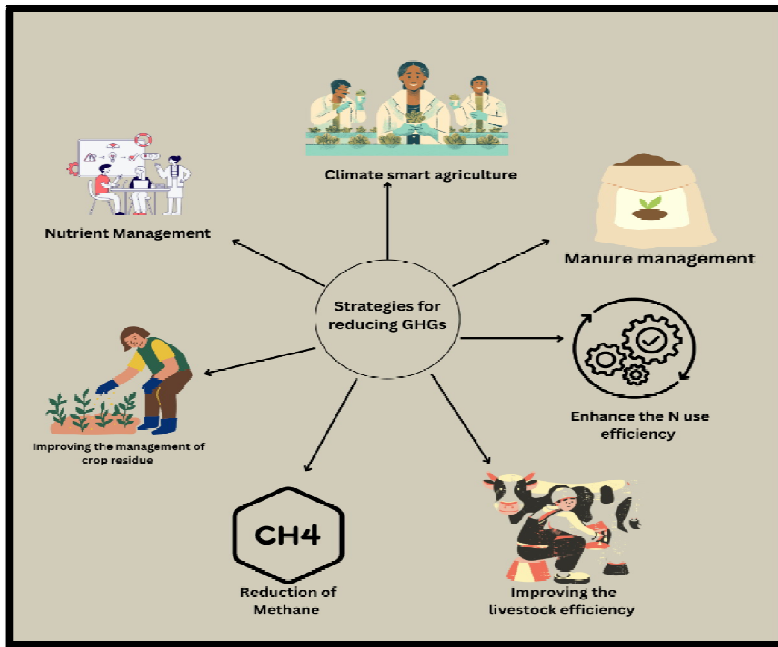 Climate smart agriculture
Nutrient Management
Manure management
Strategies for
reducing GHGs
Enhance the N use
efficiency
Improving the management of
crop residue
CH4
Reduction of
Methane
Improving the
livestock efficiency